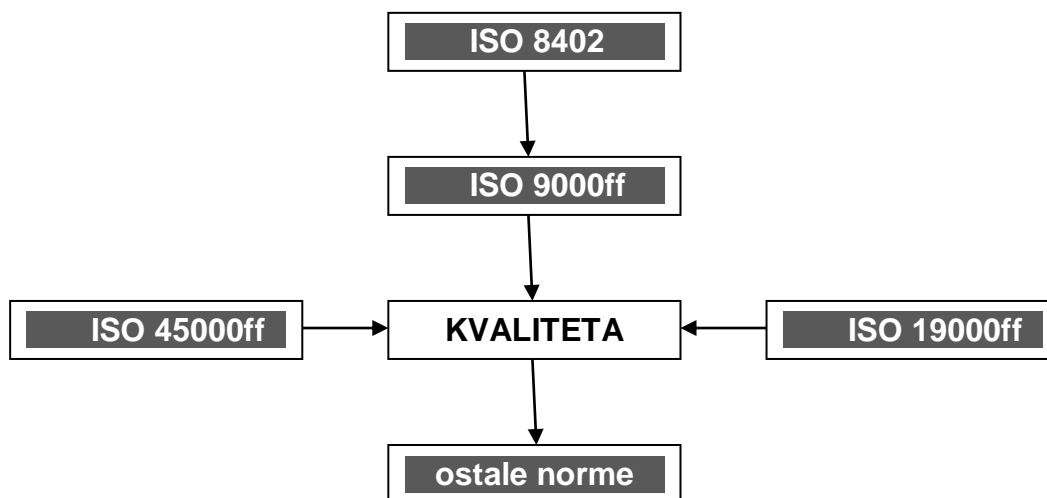 ISO 8402
ISO 9000ff
ISO 45000ff
KVALITETA
ISO 19000ff
ostale norme